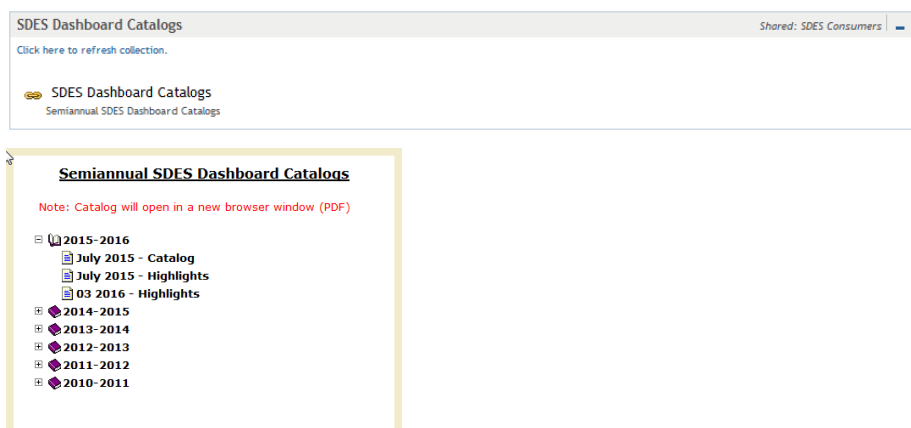 SDES Dashboard Catalogs
Shared: SDES Consumers
Click here to refresh collection.
SDES Dashboard Catalogs
Semiannual SDES Dashboard Catalogs
Semiannual SDES Dashboard Catalogs
Note: Catalog will open in a new browser window (PDF)
2015-2016
July 2015 - Catalog
July 2015 - Highlights
03 2016 - Highlights
2014-2015
2013-2014
2012-2013
2011-2012
2010-2011